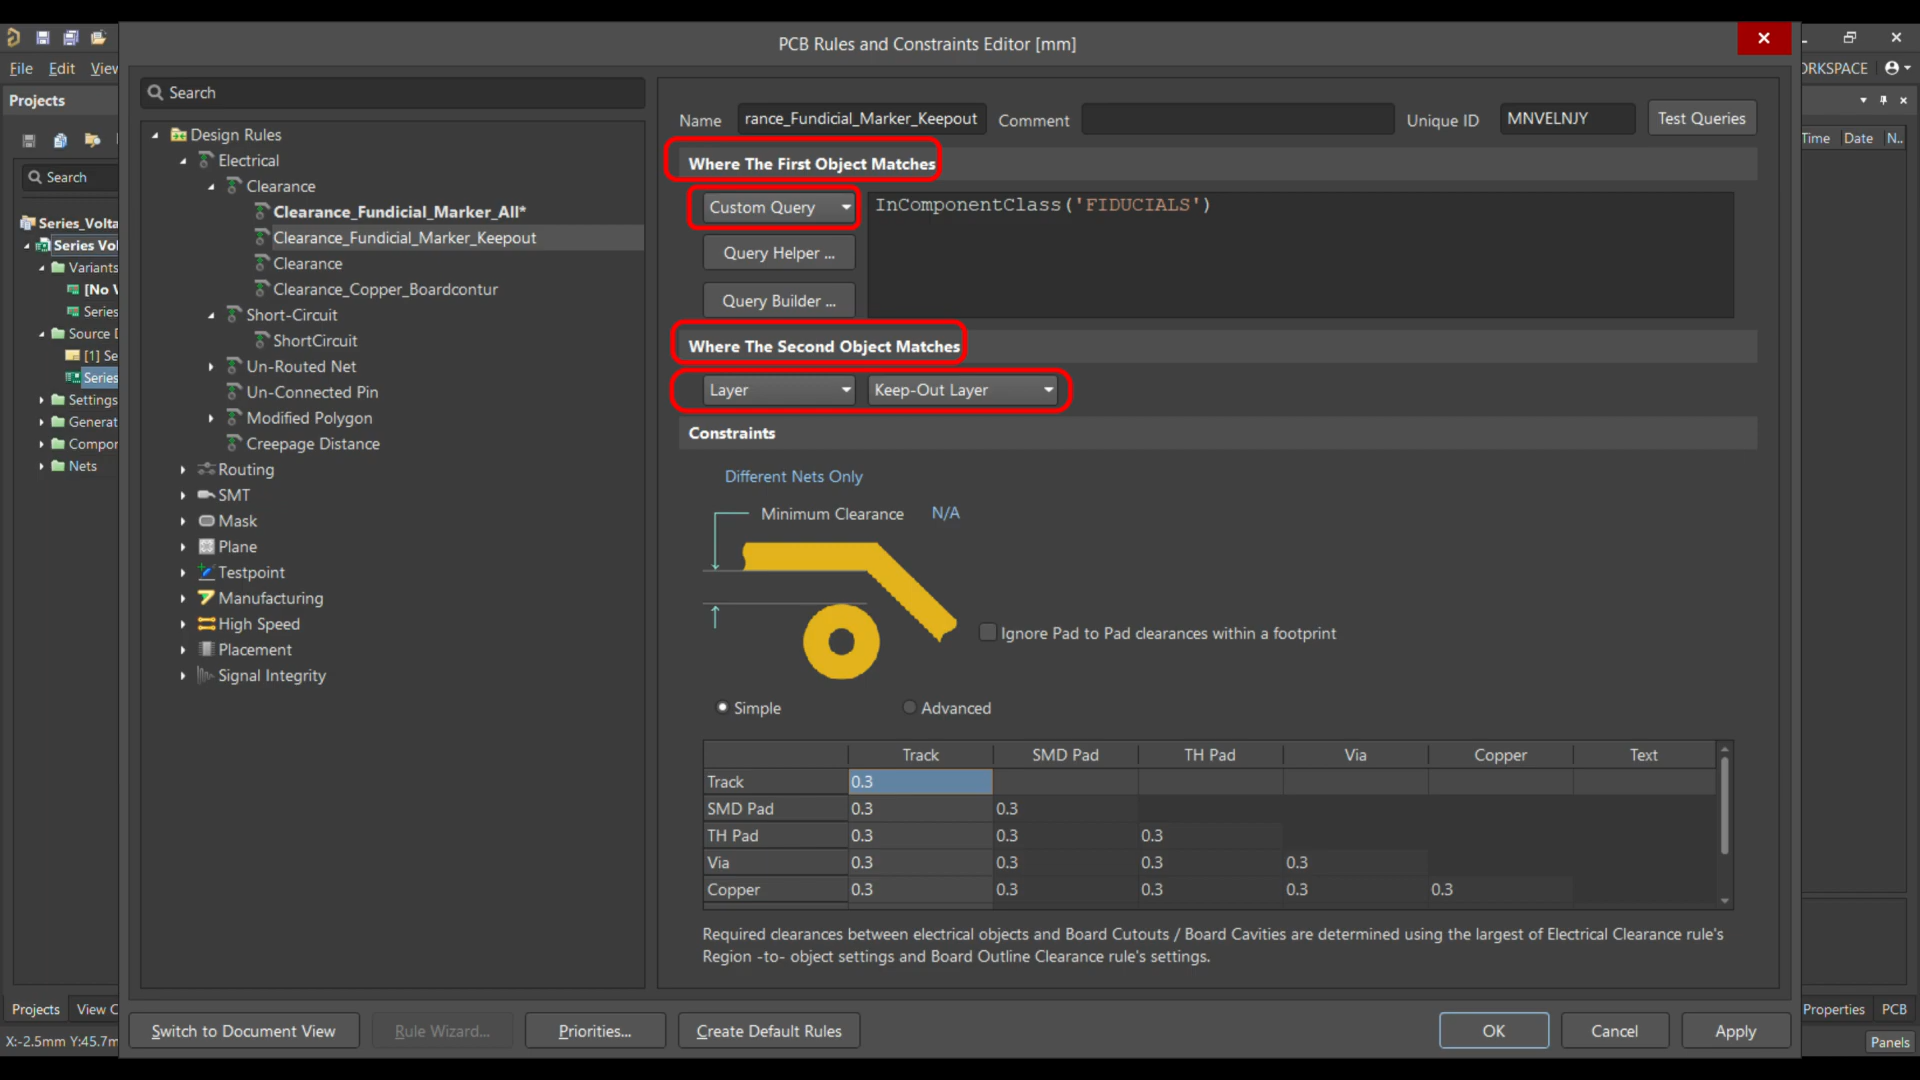 PCB Rules and Constraints Editor [mm]
File Edit View
ORKSPACE
Projects
Search
Series_Volta
Series Vol
Variants
[No V
Series
Source D
[1] Se
Series
Settings
Generat
Compor
Nets
Projects View C
X:-2.5mm Y:45.7m
Search
Design Rules
Electrical
Clearance
Clearance_Fundicial_Marker_All*
Clearance_Fundicial_Marker_Keepout
Clearance
Clearance_Copper_Boardcontur
Short-Circuit
ShortCircuit
Un-Routed Net
Un-Connected Pin
Modified Polygon
Creepage Distance
Routing
SMT
Mask
Plane
Testpoint
Manufacturing
High Speed
Placement
Signal Integrity
Name rance_Fundicial_Marker_Keepout Comment Unique ID MNVELNJY Test Queries
Where The First Object Matches
Custom Query InComponentClass('FIDUCIALS')
Query Helper ...
Query Builder ...
Where The Second Object Matches
Layer Keep-Out Layer
Constraints
Different Nets Only
Minimum Clearance N/A
Ignore Pad to Pad clearances within a footprint
Simple Advanced
Track SMD Pad TH Pad Via Copper Text
Track 0.3
SMD Pad 0.3 0.3
TH Pad 0.3 0.3 0.3
Via 0.3 0.3 0.3 0.3
Copper 0.3 0.3 0.3 0.3 0.3
Required clearances between electrical objects and Board Cutouts / Board Cavities are determined using the largest of Electrical Clearance rule's
Region -to- object settings and Board Outline Clearance rule's settings.
Switch to Document View Rule Wizard... Priorities... Create Default Rules OK Cancel Apply
Time Date N..
Properties PCB
Panels